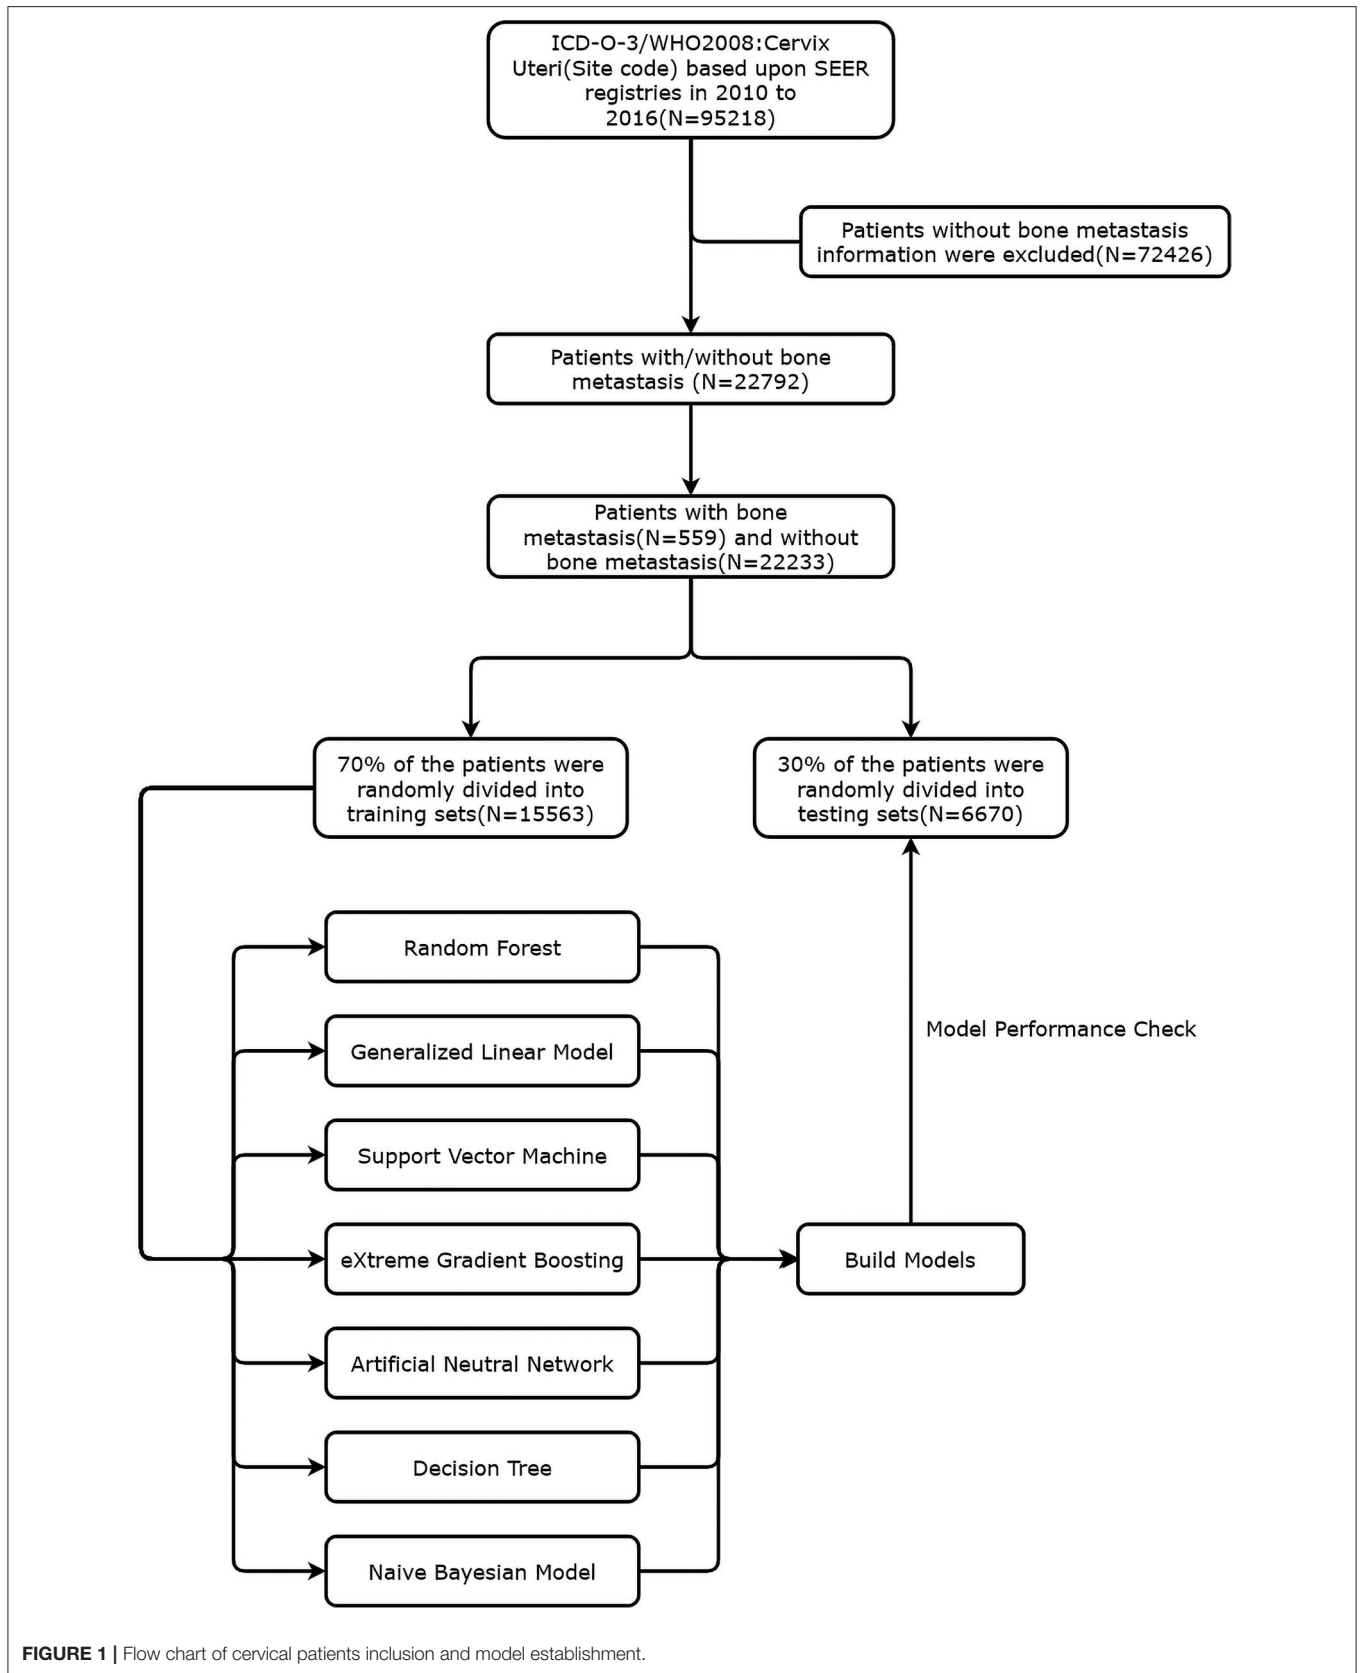 ICD-O-3/WHO2008:Cervix
Uteri(Site code) based upon SEER
registries in 2010 to
2016(N=95218)
Patients without bone metastasis
information were excluded(N=72426)
Patients with/without bone
metastasis (N=22792)
Patients with bone
metastasis(N=559) and without
bone metastasis(N=22233)
70% of the patients were
randomly divided into
training sets(N=15563)
30% of the patients were
randomly divided into
testing sets(N=6670)
Random Forest
Model Performance Check
Generalized Linear Model
Support Vector Machine
eXtreme Gradient Boosting
Build Models
Artificial Neutral Network
Decision Tree
Naive Bayesian Model
FIGURE 1 | Flow chart of cervical patients inclusion and model establishment.